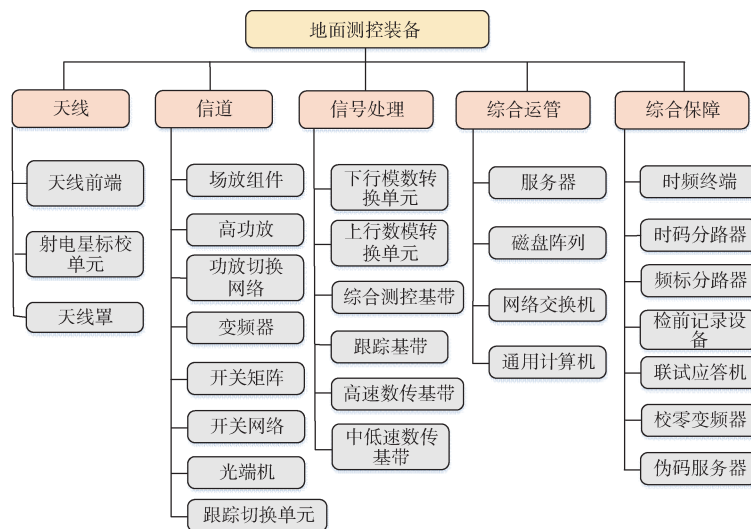 地面测控装备
天线
信道
信号处理
综合运管
综合保障
天线前端
射电星标校
单元
天线罩
场放组件
高功放
功放切换
网络
变频器
开关矩阵
开关网络
光端机
跟踪切换单元
下行模数转
换单元
上行数模转
换单元
综合测控基带
跟踪基带
高速数传基带
中低速数传
基带
服务器
磁盘阵列
网络交换机
通用计算机
时频终端
时码分路器
频标分路器
检前记录设
备
联试应答机
校零变频器
伪码服务器